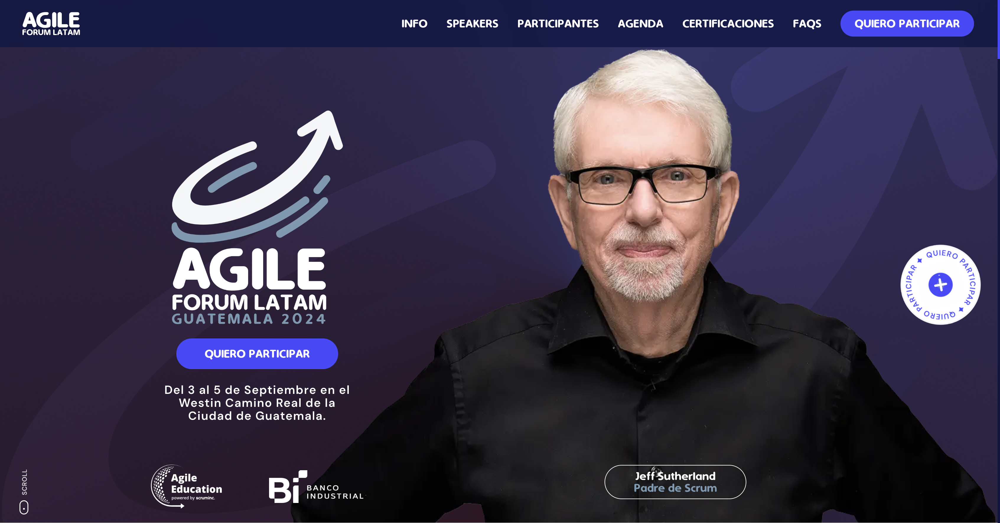 AGILE
FORUM LATAM
INFO SPEAKERS PARTICIPANTES AGENDA CERTIFICACIONES FAQS QUIERO PARTICIPAR
AGILE
FORUM LATAM
GUATEMALA 2024
QUIERO PARTICIPAR
Del 3 al 5 de Septiembre en el
Westin Camino Real de la
Ciudad de Guatemala.
QUIERO PARTICIPAR ✦ QUIERO PARTICIPAR ✦
SCROLL
Agile
Education
powered by scruminc.
Bi BANCO
INDUSTRIAL
Jeff Sutherland
Padre de Scrum